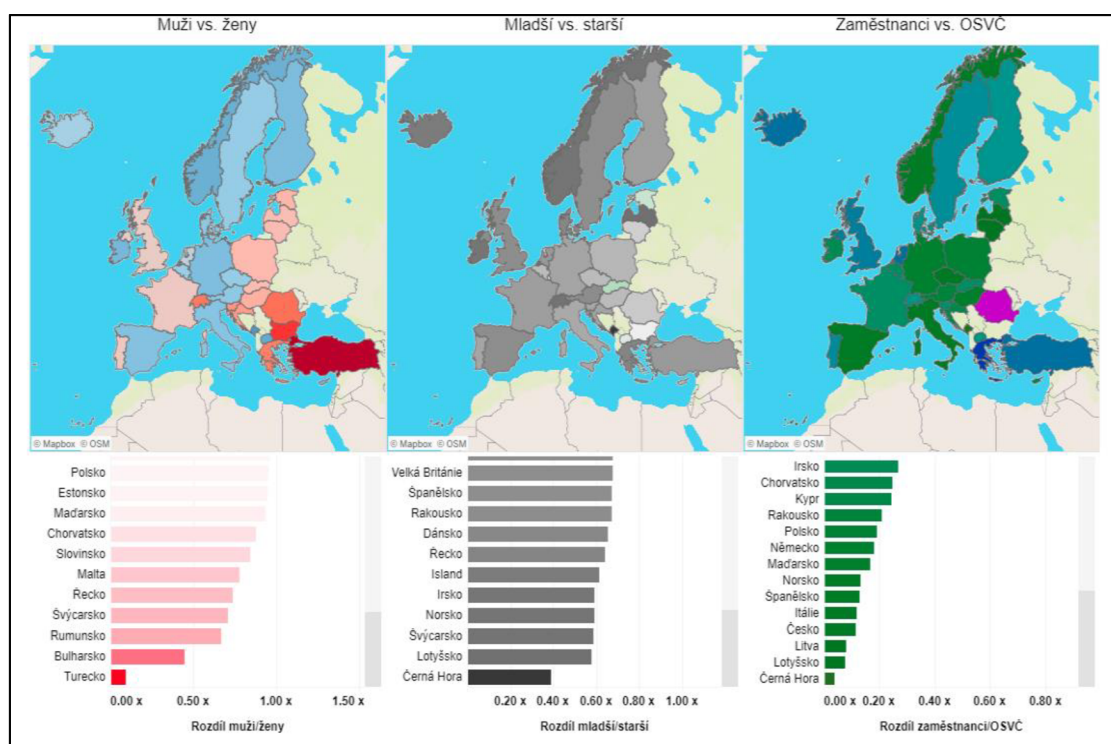 Muži vs. ženy
Mladší vs. starší
Zaměstnanci vs. OSVČ
© Mapbox © OSM
© Mapbox © OSM
© Mapbox © OSM
Polsko
Estonsko
Maďarsko
Chorvatsko
Slovinsko
Malta
Řecko
Švýcarsko
Rumunsko
Bulharsko
Turecko
0.00 x 0.50 x 1.00 x 1.50 x
Rozdíl muži/ženy
Velká Británie
Španělsko
Rakousko
Dánsko
Řecko
Island
Irsko
Norsko
Švýcarsko
Lotyšsko
Černá Hora
0.20 x 0.40 x 0.60 x 0.80 x 1.00 x
Rozdíl mladší/starší
Irsko
Chorvatsko
Kypr
Rakousko
Polsko
Německo
Maďarsko
Norsko
Španělsko
Itálie
Česko
Litva
Lotyšsko
Černá Hora
0.00 x 0.20 x 0.40 x 0.60 x 0.80 x
Rozdíl zaměstnanci/OSVČ